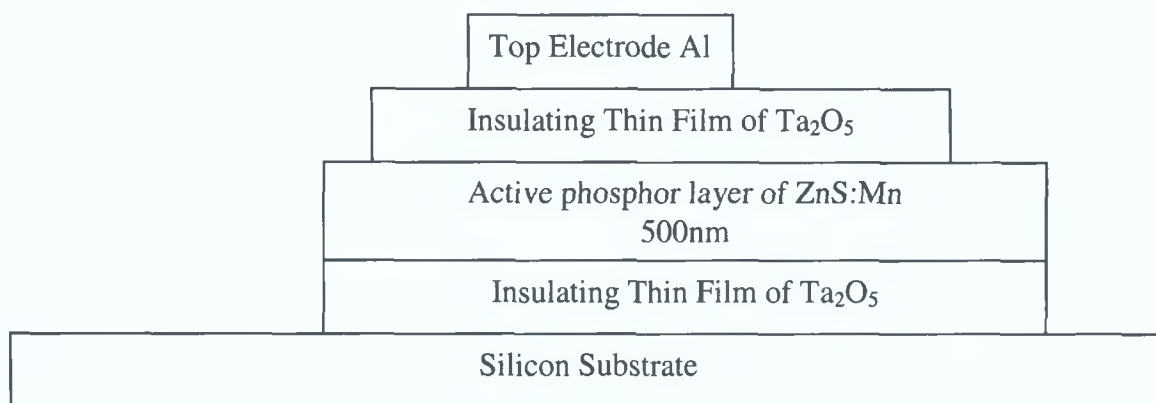 Top Electrode Al
Insulating Thin Film of Ta₂O₅
Active phosphor layer of ZnS:Mn
500nm
Insulating Thin Film of Ta₂O₅
Silicon Substrate